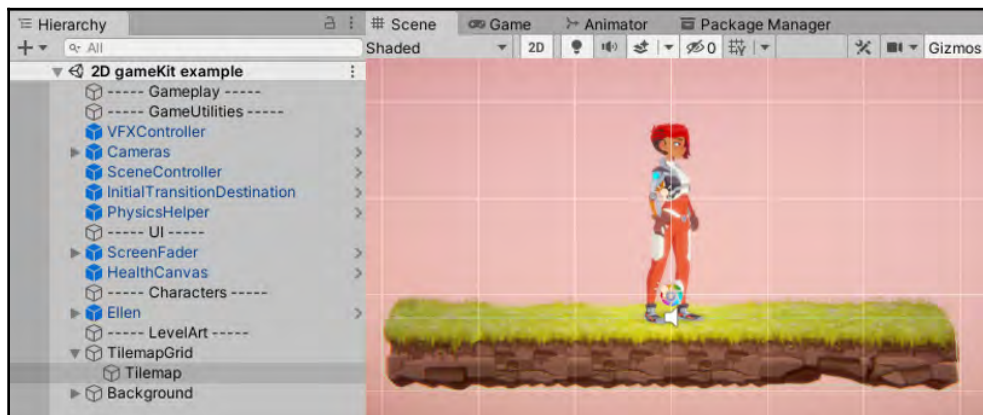 Hierarchy
Scene
Game
Animator
Package Manager
All
Shaded
2D
0
Gizmos
2D gameKit example
----- Gameplay -----
----- GameUtilities -----
VFXController
Cameras
SceneController
InitialTransitionDestination
PhysicsHelper
----- UI -----
ScreenFader
HealthCanvas
----- Characters -----
Ellen
----- LevelArt -----
TilemapGrid
Tilemap
Background